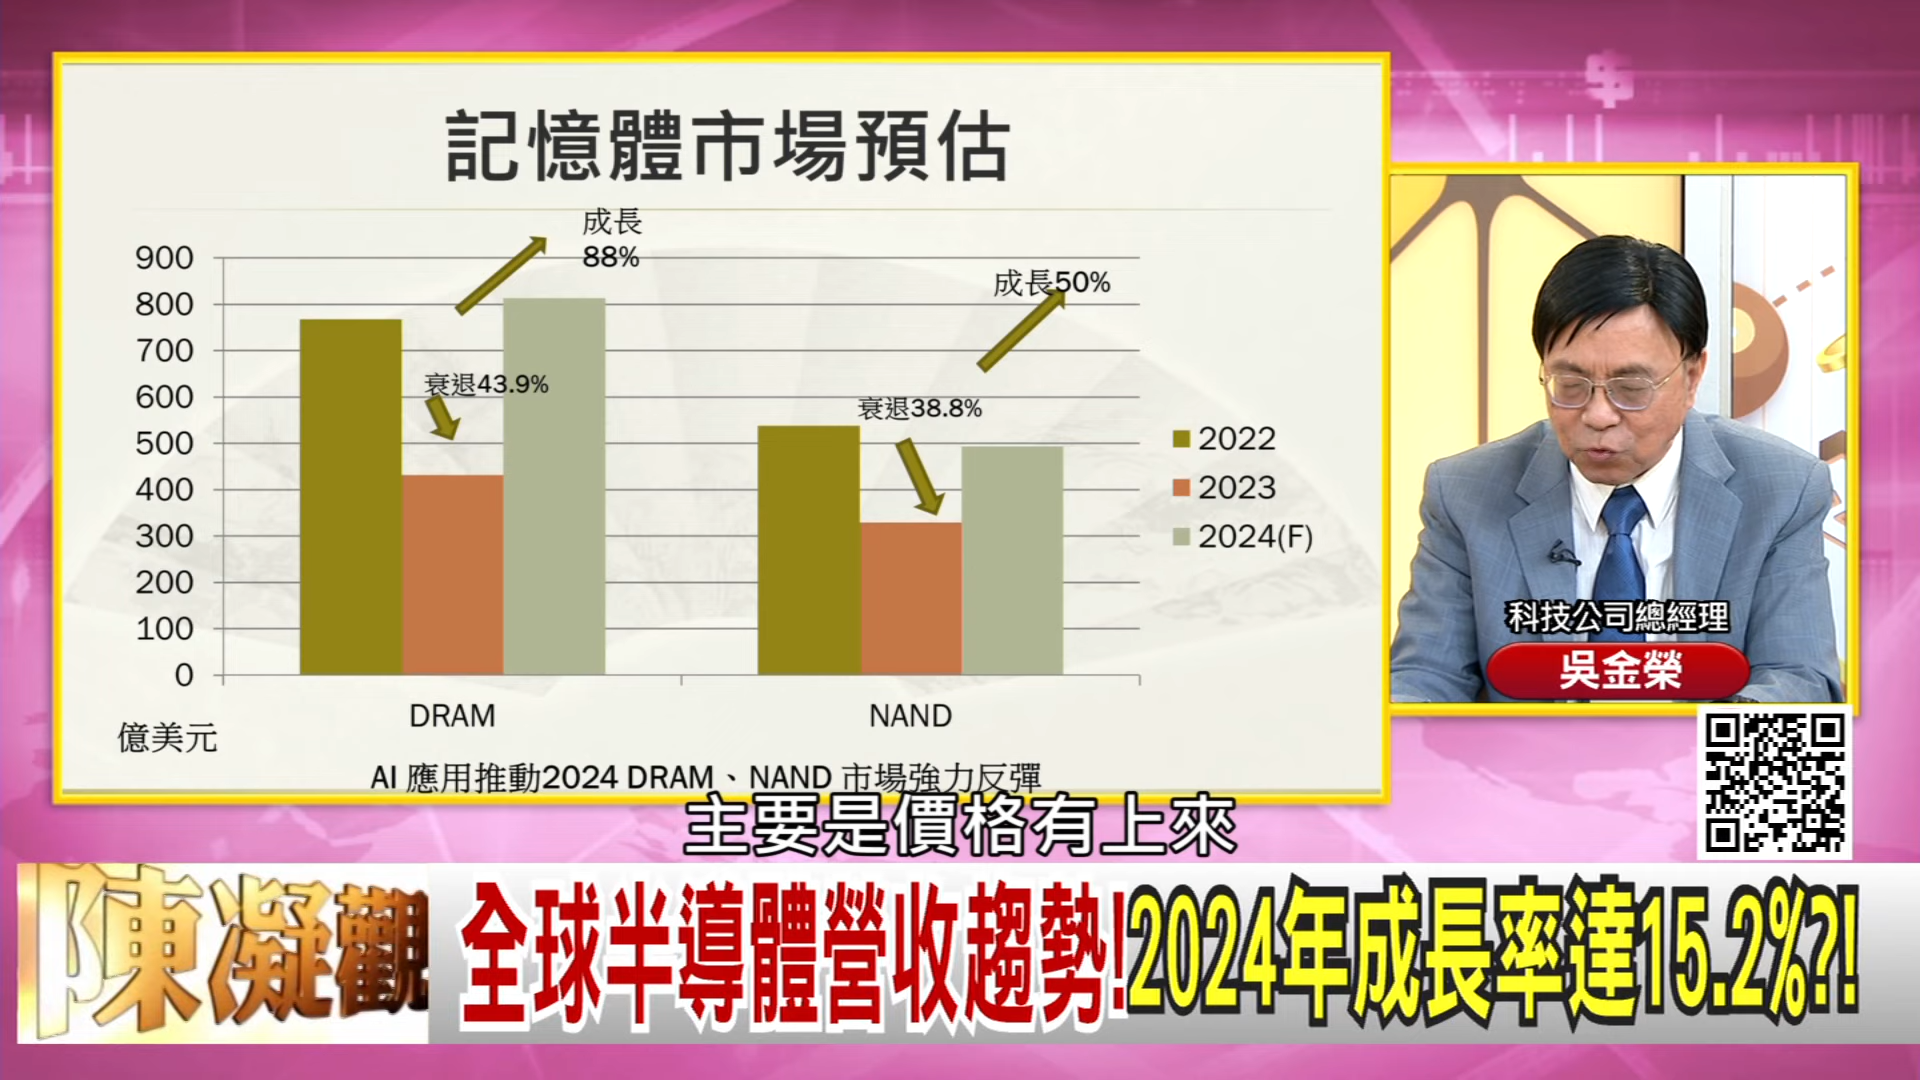 記憶體市場預估
成長
88%
成長50%
衰退43.9%
衰退38.8%
900
800
700
600
500
400
300
200
100
0
2022
2023
2024(F)
DRAM
NAND
億美元
AI 應用推動2024 DRAM、NAND 市場強力反彈
科技公司總經理
吳金榮
主要是價格有上來
陳凝觀
全球半導體營收趨勢!2024年成長率達15.2%?!